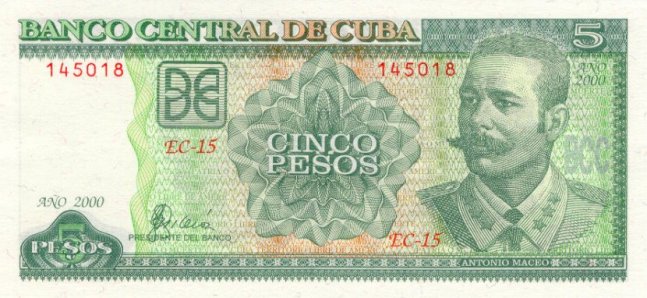 BANCO CENTRAL DE CUBA
5
145018
145018
AÑO
2000
EC-15
CINCO
PESOS
BCC
AÑO 2000
PRESIDENTE DEL BANCO
EC-15
5
PESOS
ANTONIO MACEO